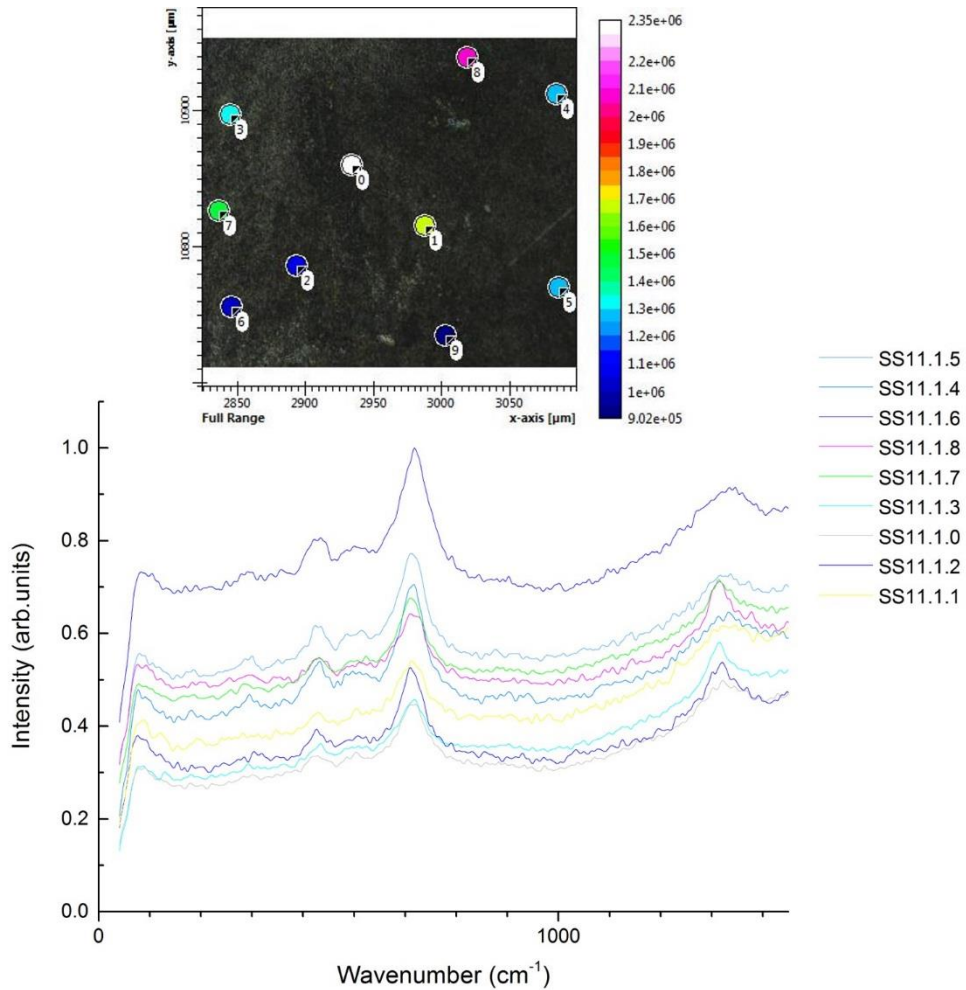 y-axis [µm]
10900
10800
3
8
4
0
7
1
2
5
6
9
2850 2900 2950 3000 3050
Full Range x-axis [µm]
2.35e+06
2.2e+06
2.1e+06
2e+06
1.9e+06
1.8e+06
1.7e+06
1.6e+06
1.5e+06
1.4e+06
1.3e+06
1.2e+06
1.1e+06
1e+06
9.02e+05
SS11.1.5
SS11.1.4
SS11.1.6
SS11.1.8
SS11.1.7
SS11.1.3
SS11.1.0
SS11.1.2
SS11.1.1
Intensity (arb.units)
1.0
0.8
0.6
0.4
0.2
0.0
0 1000
Wavenumber (cm⁻¹)